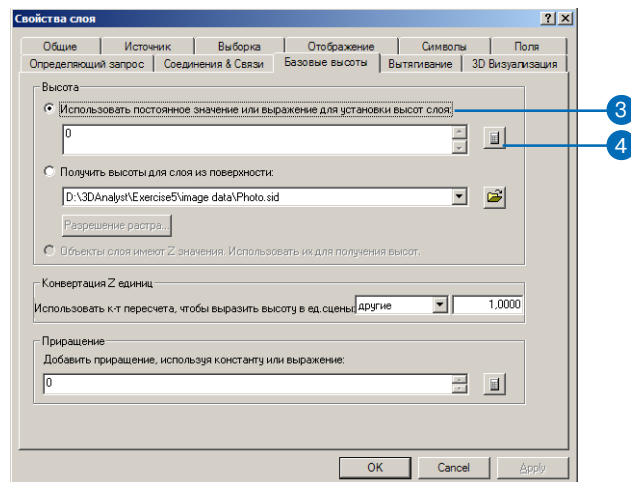 Свойства слоя
Общие Источник Выборка Отображение Символы Поля
Определяющий запрос Соединения & Связи Базовые высоты Вытягивание 3D Визуализация
Высота
Использовать постоянное значение или выражение для установки высот слоя:
3
0
4
Получить высоты для слоя из поверхности:
D:\3DAnalyst\Exercise5\image data\Photo.sid
Разрешение растра...
Объекты слоя имеют Z значения. Использовать их для получения высот.
Конвертация Z единиц
Использовать к-т пересчета, чтобы выразить высоту в ед.сцены: другие 1,0000
Приращение
Добавить приращение, используя константу или выражение:
0
OK Cancel Apply